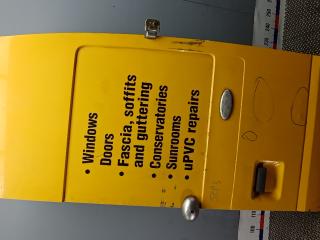 • Windows
Doors
• Fascia, soffits
and guttering
• Conservatories
• Sunrooms
• uPVC repairs